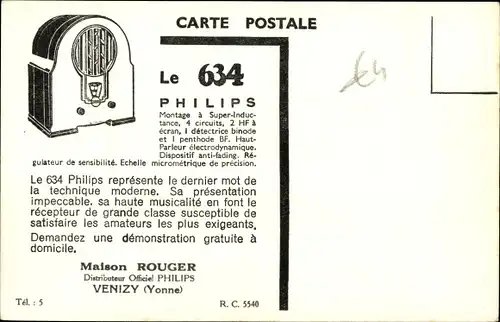 CARTE POSTALE
Le 634
PHILIPS
Montage à Super-Induc-
tance, 4 circuits, 2 HF à
écran, 1 détectrice binode
et 1 penthode BF. Haut-
Parleur électrodynamique.
Dispositif anti-fading. Ré-
gulateur de sensibilité. Echelle micrométrique de précision.
Le 634 Philips représente le dernier mot de
la technique moderne. Sa présentation
impeccable, sa haute musicalité en font le
récepteur de grande classe susceptible de
satisfaire les amateurs les plus exigeants.
Demandez une démonstration gratuite à
domicile.
Maison ROUGER
Distributeur Officiel PHILIPS
VENIZY (Yonne)
Tél. : 5
R. C. 5540